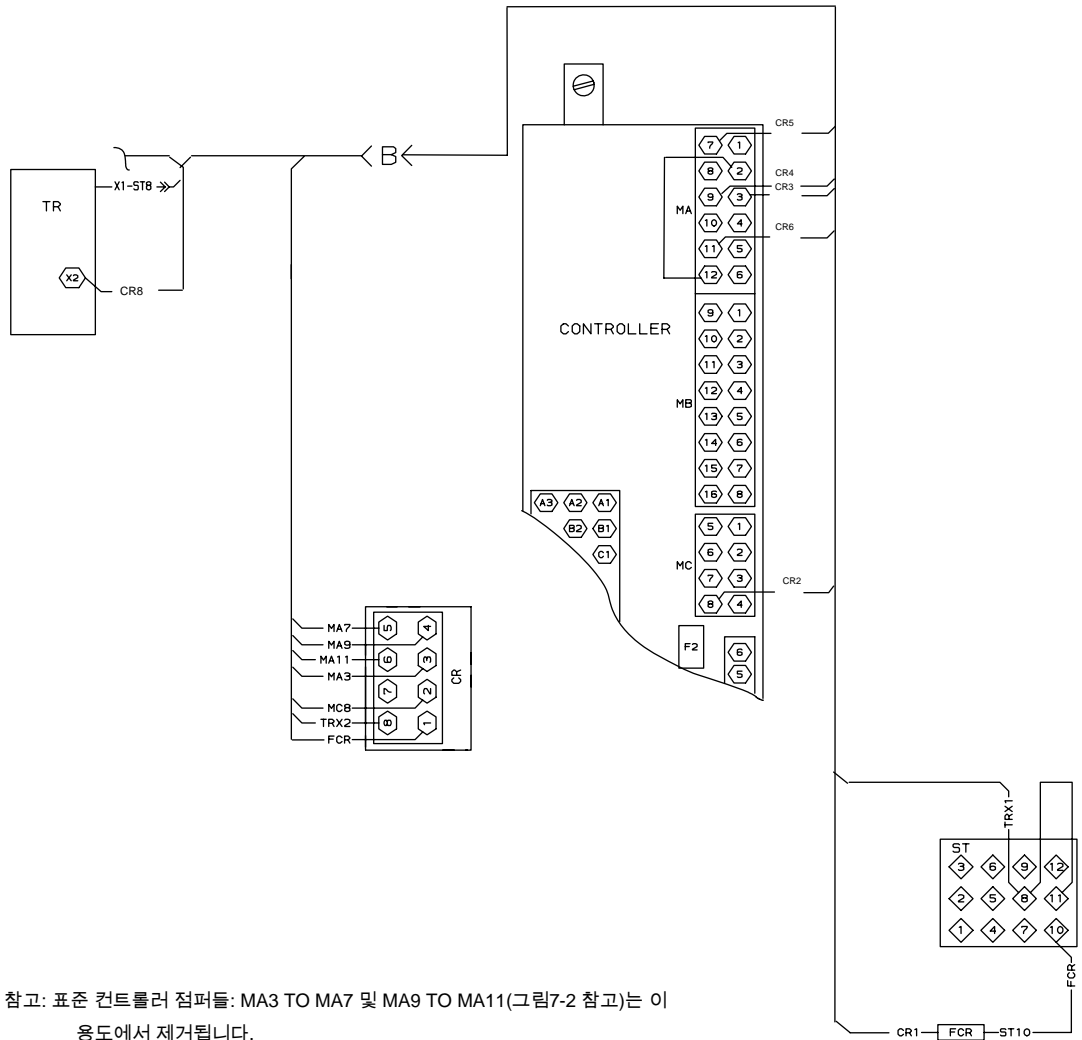 CR5
7 1
B
8 2
X1-ST8
CR4
CR3
9 3
TR
MA
CR6
10 4
11 5
X2
12 6
CR8
9 1
CONTROLLER
10 2
11 3
12 4
MB
13 5
14 6
15 7
16 8
A3 A2 A1
5 1
B2 B1
6 2
C1
MC
7 3
CR2
8 4
MA7 5 4
MA9
F2
6
MA11 6 3
5
MA3
CR
7 2
MC8
TRX2 8 1
FCR
TRX1
ST
3 6 9 12
2 5 8 11
1 4 7 10
FCR
참고: 표준 컨트롤러 점퍼들: MA3 TO MA7 및 MA9 TO MA11(그림7-2 참고)는 이
용도에서 제거됩니다.
CR1 FCR ST10